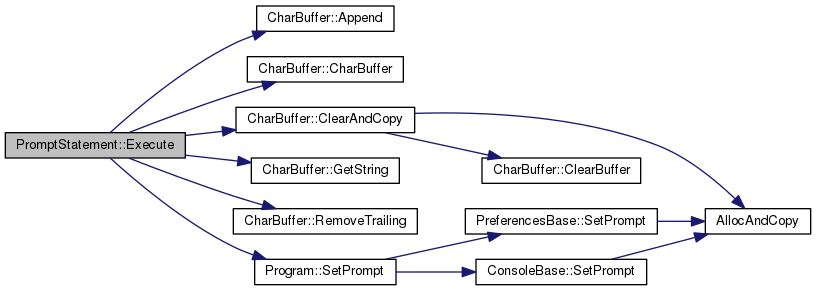 CharBuffer::Append
CharBuffer::CharBuffer
CharBuffer::ClearAndCopy
PromptStatement::Execute
CharBuffer::GetString
CharBuffer::ClearBuffer
CharBuffer::RemoveTrailing
PreferencesBase::SetPrompt
AllocAndCopy
Program::SetPrompt
ConsoleBase::SetPrompt